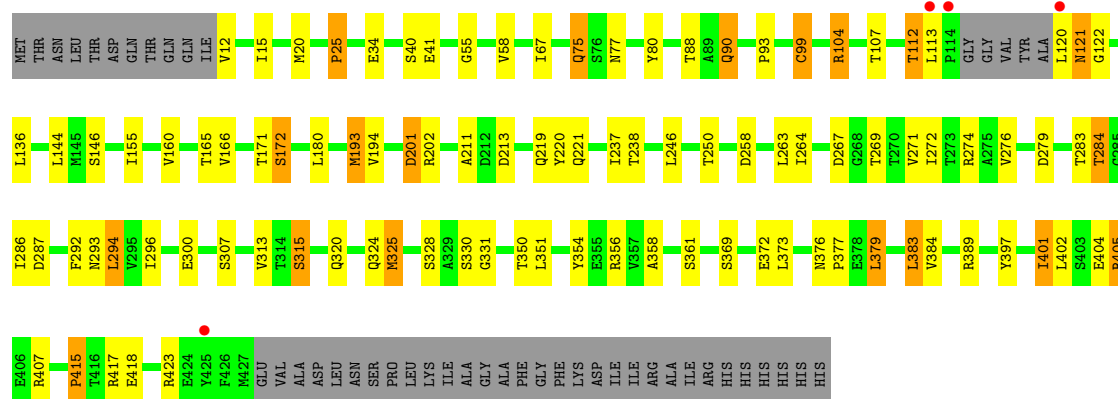 MET THR ASN LEU THR ASP GLN THR GLN GLN ILE V12 I15 M20 P25 E34 S40 E41 G55 V58 I67 Q75 S76 N77 Y80 T88 A89 Q90 P93 C99 R104 T107 T112 L113 P114 GLY GLY VAL TYR ALA L120 N121 G122
L136 L144 M145 S146 I155 V160 T165 V166 T171 S172 L180 M193 V194 D201 R202 A211 D212 D213 Q219 Y220 Q221 I237 T238 L246 T250 D258 L263 I264 D267 G268 T269 T270 V271 I272 T273 R274 A275 V276 D279 T283 T284 G285
I286 D287 F292 N293 L294 V295 I296 E300 S307 V313 T314 S315 Q320 Q324 M325 S328 A329 S330 G331 T350 L351 Y354 E355 R356 V357 A358 S361 S369 E372 L373 N376 P377 E378 L379 L383 V384 R389 Y397 I401 L402 S403 E404
E406 R407 P415 T416 R417 E418 R423 E424 Y425 F426 M427 GLU VAL ALA ASP LEU ASN SER PRO LEU LYS ILE ALA GLY ALA PHE GLY PHE LYS ASP ILE ILE ARG ALA ILE ARG HIS HIS HIS HIS HIS HIS